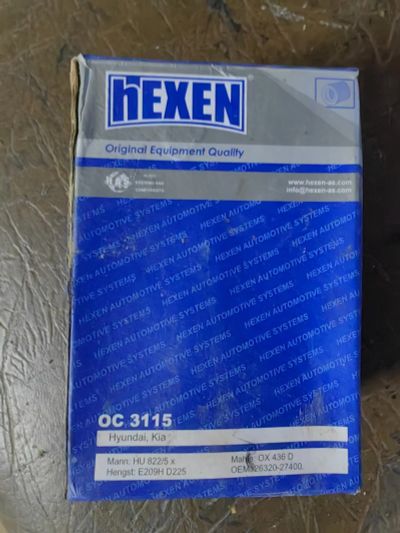 HEXEN
Original Equipment Quality
www.hexen-as.com
info@hexen-as.com
HEXEN AUTOMOTIVE SYSTEMS
OC 3115
Hyundai, Kia
Mann: HU 822/5 x
Mahle: OX 436 D
Hengst: E209H D225
OEM:26320-27400